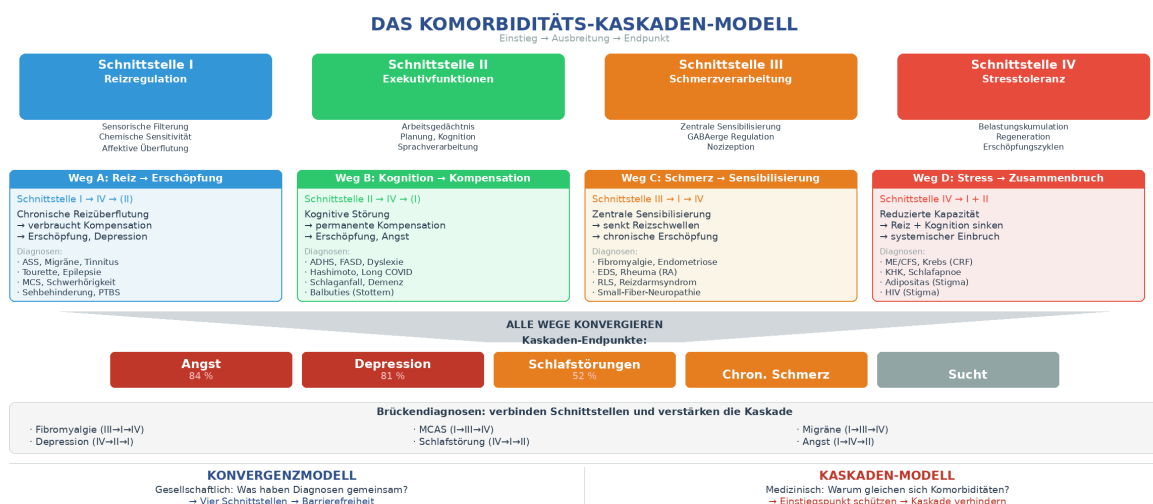 DAS KOMORBIDITÄTS-KASKADEN-MODELL
Einstieg → Ausbreitung → Endpunkt
Schnittstelle I
Reizregulation
Sensorische Filterung
Chemische Sensitivität
Affektive Überflutung
Schnittstelle II
Exekutivfunktionen
Arbeitsgedächtnis
Planung, Kognition
Sprachverarbeitung
Schnittstelle III
Schmerzverarbeitung
Zentrale Sensibilisierung
GABAerge Regulation
Nozizeption
Schnittstelle IV
Stresstoleranz
Belastungskumulation
Regeneration
Erschöpfungszyklen
Weg A: Reiz → Erschöpfung
Schnittstelle I → IV → (II)
Chronische Reizüberflutung
→ verbraucht Kompensation
→ Erschöpfung, Depression
Diagnosen:
· ASS, Migräne, Tinnitus
· Tourette, Epilepsie
· MCS, Schwerhörigkeit
· Sehbehinderung, PTBS
Weg B: Kognition → Kompensation
Schnittstelle II → IV → (I)
Kognitive Störung
→ permanente Kompensation
→ Erschöpfung, Angst
Diagnosen:
· ADHS, FASD, Dyslexie
· Hashimoto, Long COVID
· Schlaganfall, Demenz
· Balbuties (Stottern)
Weg C: Schmerz → Sensibilisierung
Schnittstelle III → I → IV
Zentrale Sensibilisierung
→ senkt Reizschwellen
→ chronische Erschöpfung
Diagnosen:
· Fibromyalgie, Endometriose
· EDS, Rheuma (RA)
· RLS, Reizdarmsyndrom
· Small-Fiber-Neuropathie
Weg D: Stress → Zusammenbruch
Schnittstelle IV → I + II
Reduzierte Kapazität
→ Reiz + Kognition sinken
→ systemischer Einbruch
Diagnosen:
· ME/CFS, Krebs (CRF)
· KHK, Schlafapnoe
· Adipositas (Stigma)
· HIV (Stigma)
ALLE WEGE KONVERGIEREN
Kaskaden-Endpunkte:
Angst
84 %
Depression
81 %
Schlafstörungen
52 %
Chron. Schmerz
Sucht
Brückendiagnosen: verbinden Schnittstellen und verstärken die Kaskade
· Fibromyalgie (III→I→IV)
· MCAS (I→III→IV)
· Migräne (I→III→IV)
· Depression (IV→II→I)
· Schlafstörung (IV→I→II)
· Angst (I→IV→II)
KONVERGENZMODELL
Gesellschaftlich: Was haben Diagnosen gemeinsam?
→ Vier Schnittstellen → Barrierefreiheit
KASKADEN-MODELL
Medizinisch: Warum gleichen sich Komorbiditäten?
→ Einstiegspunkt schützen → Kaskade verhindern